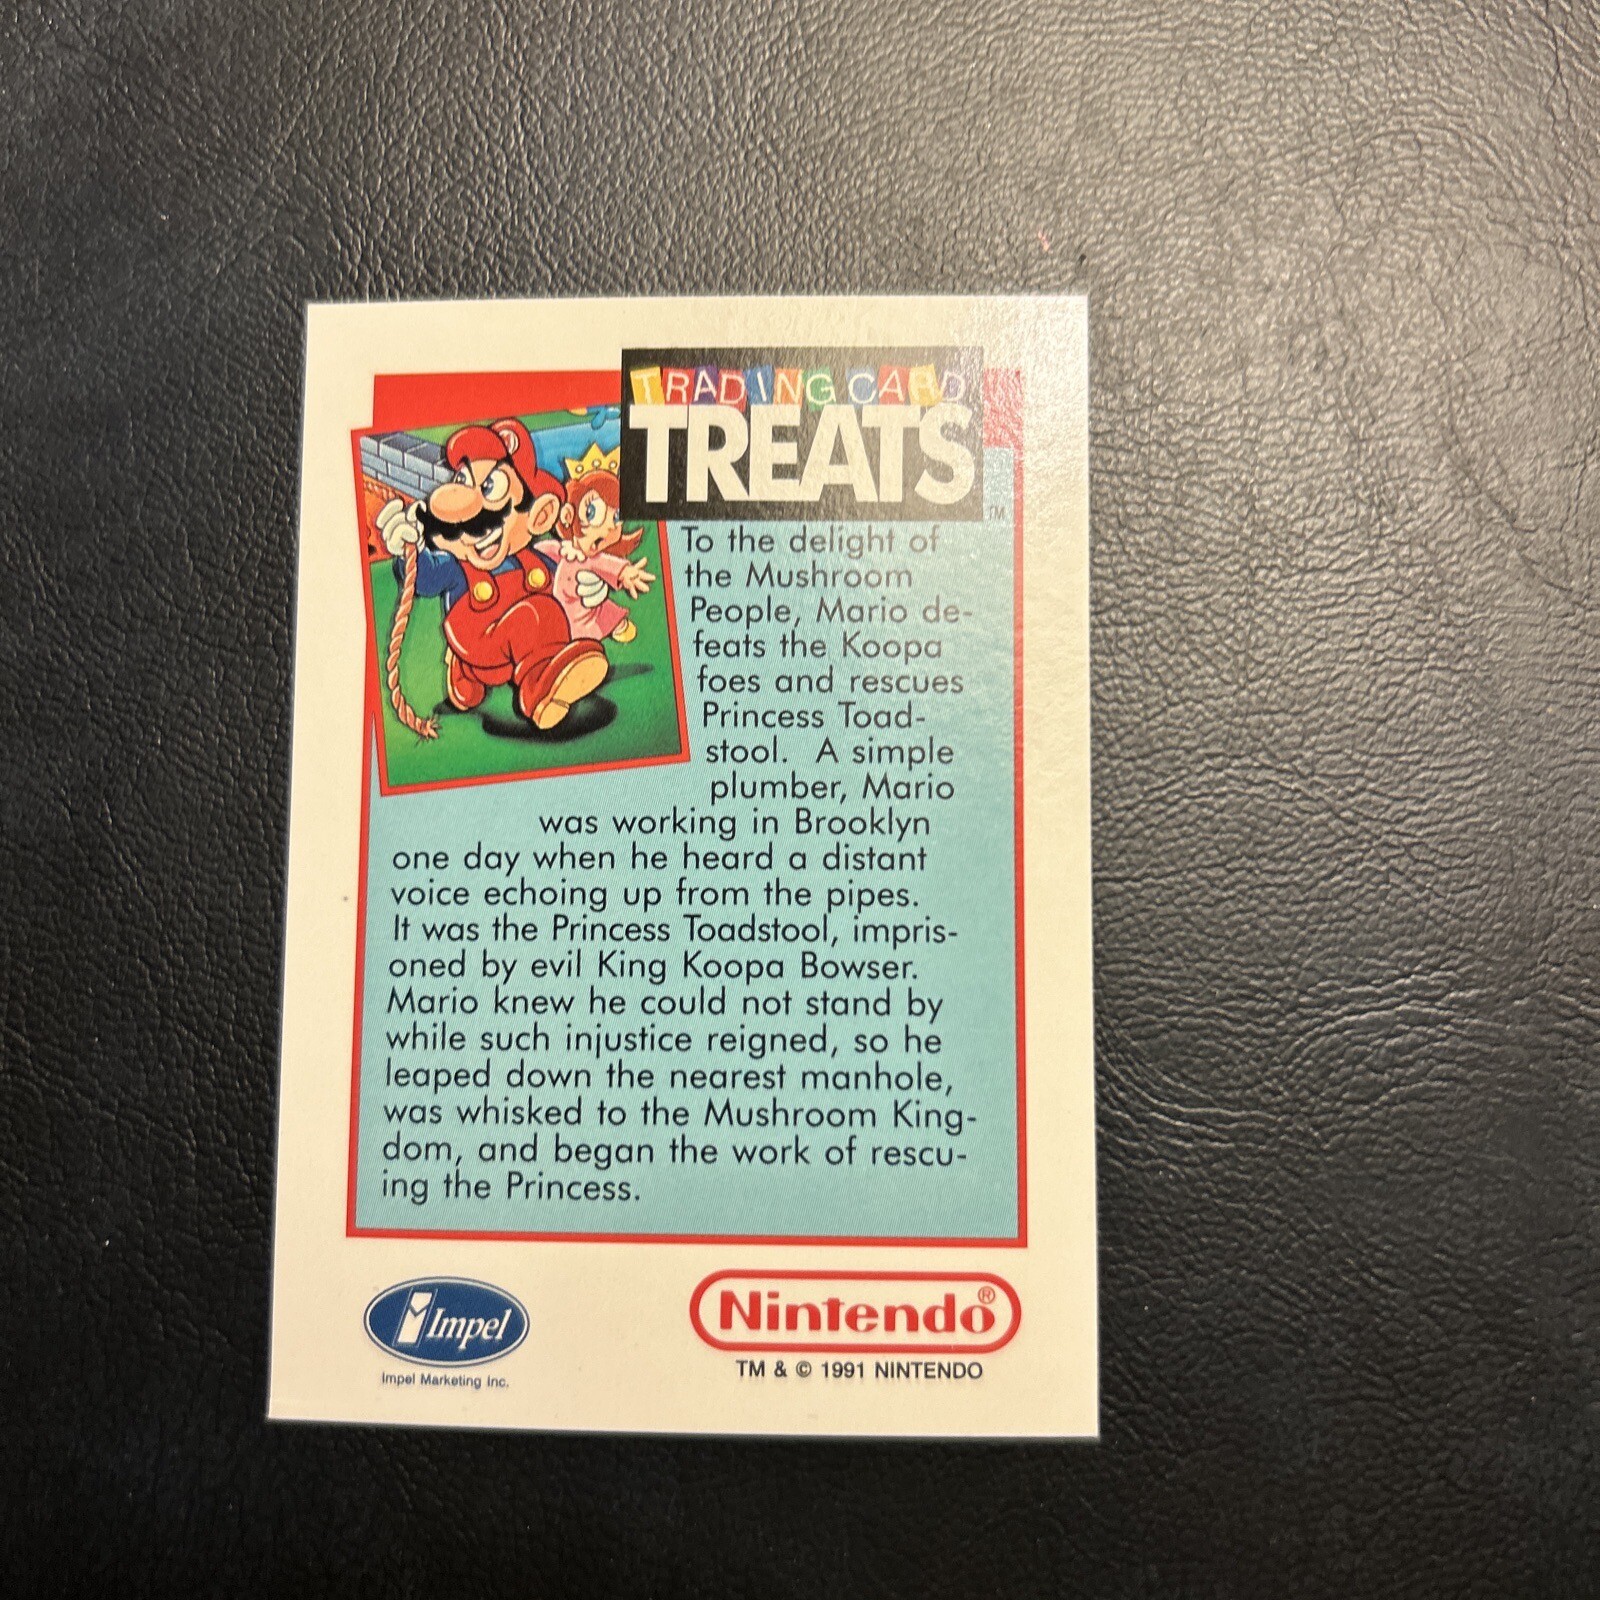 TRADING CARD
TREATS
TM
To the delight of
the Mushroom
People, Mario de-
feats the Koopa
foes and rescues
Princess Toad-
stool. A simple
plumber, Mario
was working in Brooklyn
one day when he heard a distant
voice echoing up from the pipes.
It was the Princess Toadstool, impris-
oned by evil King Koopa Bowser.
Mario knew he could not stand by
while such injustice reigned, so he
leaped down the nearest manhole,
was whisked to the Mushroom King-
dom, and began the work of rescu-
ing the Princess.
Impel
Impel Marketing Inc.
Nintendo®
TM & © 1991 NINTENDO